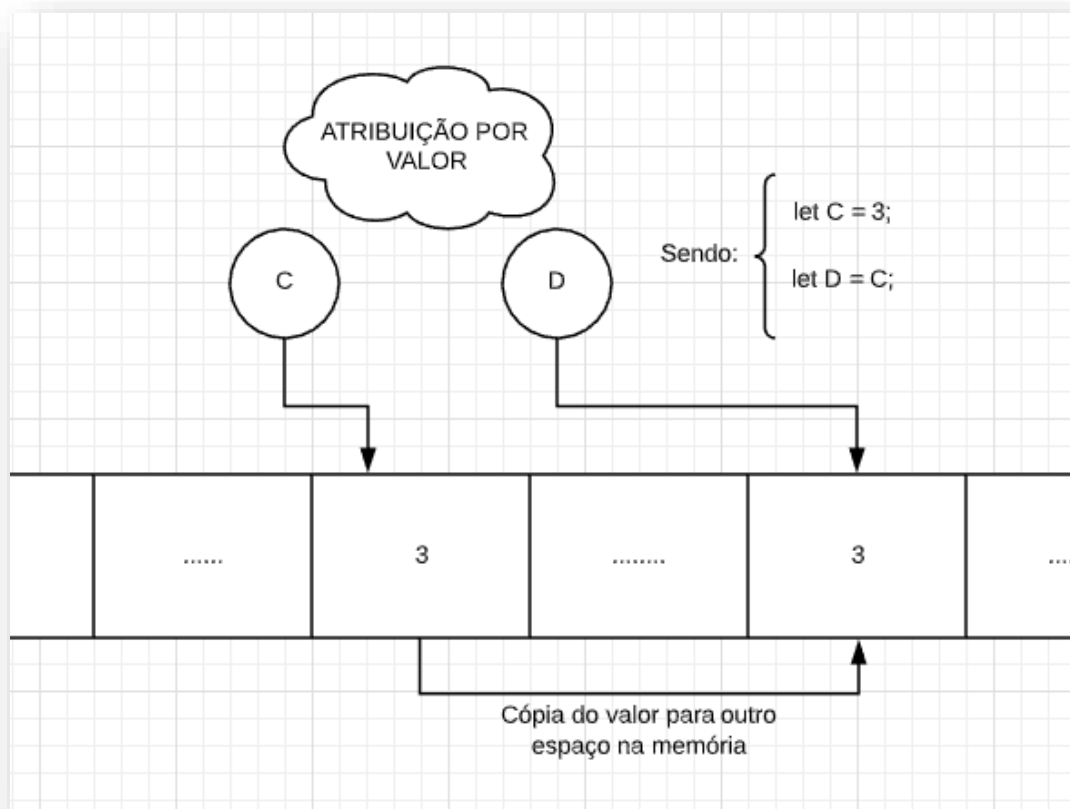 ATRIBUIÇÃO POR
VALOR
C
D
Sendo:
let C = 3;
let D = C;
......
3
........
3
....
Cópia do valor para outro
espaço na memória